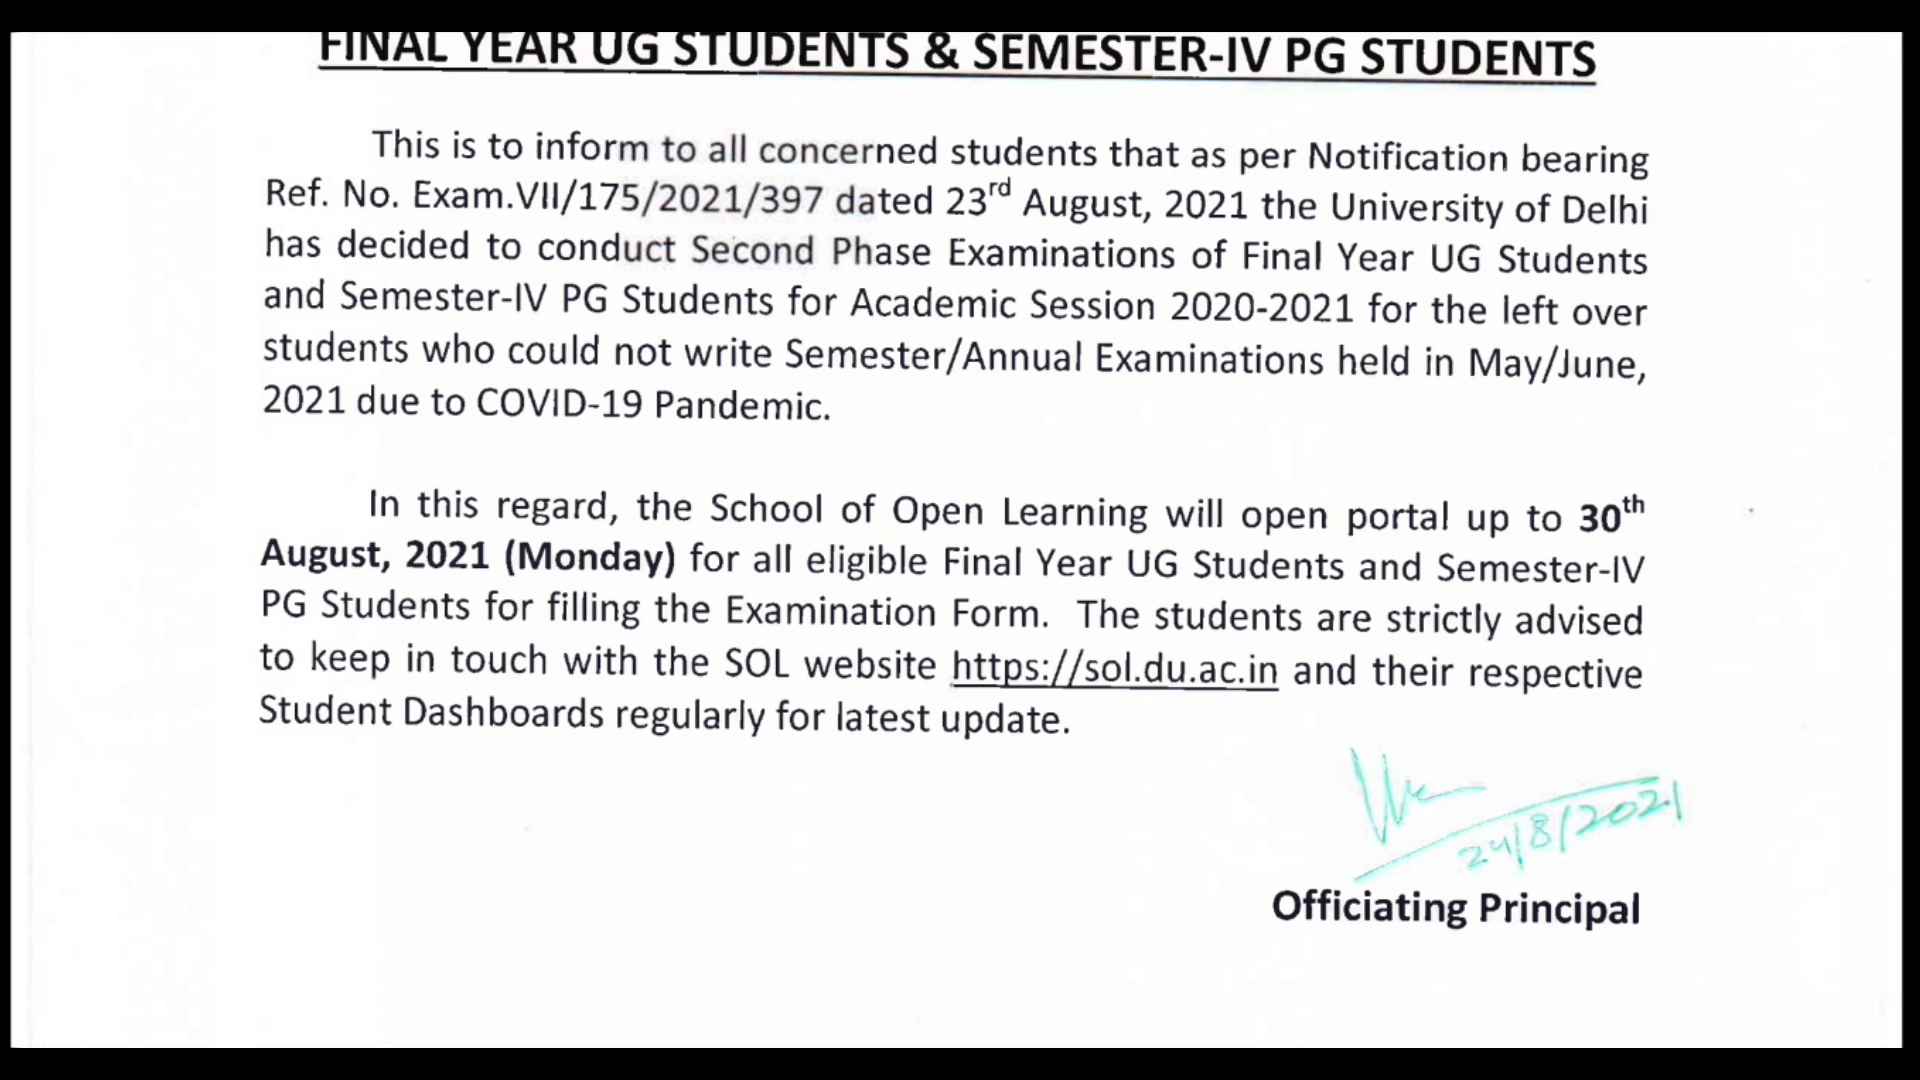 FINAL YEAR UG STUDENTS & SEMESTER-IV PG STUDENTS
This is to inform to all concerned students that as per Notification bearing
Ref. No. Exam.VII/175/2021/397 dated 23rd August, 2021 the University of Delhi
has decided to conduct Second Phase Examinations of Final Year UG Students
and Semester-IV PG Students for Academic Session 2020-2021 for the left over
students who could not write Semester/Annual Examinations held in May/June,
2021 due to COVID-19 Pandemic.
In this regard, the School of Open Learning will open portal up to 30th
August, 2021 (Monday) for all eligible Final Year UG Students and Semester-IV
PG Students for filling the Examination Form. The students are strictly advised
to keep in touch with the SOL website https://sol.du.ac.in and their respective
Student Dashboards regularly for latest update.
24/8/2021
Officiating Principal